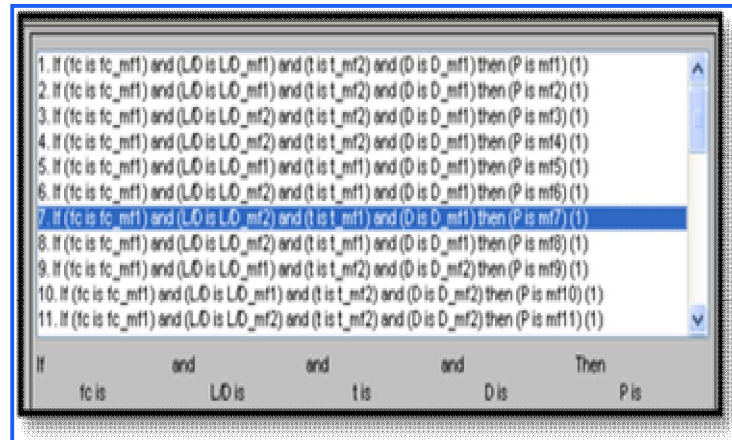 1. If (fc is fc_mf1) and (L/D is L/D_mf1) and (t is t_mf2) and (D is D_mf1) then (P is mf1) (1)
2. If (fc is fc_mf1) and (L/D is L/D_mf1) and (t is t_mf2) and (D is D_mf1) then (P is mf2) (1)
3. If (fc is fc_mf1) and (L/D is L/D_mf2) and (t is t_mf1) and (D is D_mf1) then (P is mf3) (1)
4. If (fc is fc_mf1) and (L/D is L/D_mf2) and (t is t_mf2) and (D is D_mf1) then (P is mf4) (1)
5. If (fc is fc_mf1) and (L/D is L/D_mf1) and (t is t_mf1) and (D is D_mf1) then (P is mf5) (1)
6. If (fc is fc_mf1) and (L/D is L/D_mf2) and (t is t_mf2) and (D is D_mf1) then (P is mf6) (1)
7. If (fc is fc_mf1) and (L/D is L/D_mf2) and (t is t_mf1) and (D is D_mf1) then (P is mf7) (1)
8. If (fc is fc_mf1) and (L/D is L/D_mf2) and (t is t_mf1) and (D is D_mf1) then (P is mf8) (1)
9. If (fc is fc_mf1) and (L/D is L/D_mf1) and (t is t_mf2) and (D is D_mf2) then (P is mf9) (1)
10. If (fc is fc_mf1) and (L/D is L/D_mf1) and (t is t_mf2) and (D is D_mf2) then (P is mf10) (1)
11. If (fc is fc_mf1) and (L/D is L/D_mf2) and (t is t_mf2) and (D is D_mf2) then (P is mf11) (1)
If and and and Then
fc is L/D is t is D is P is